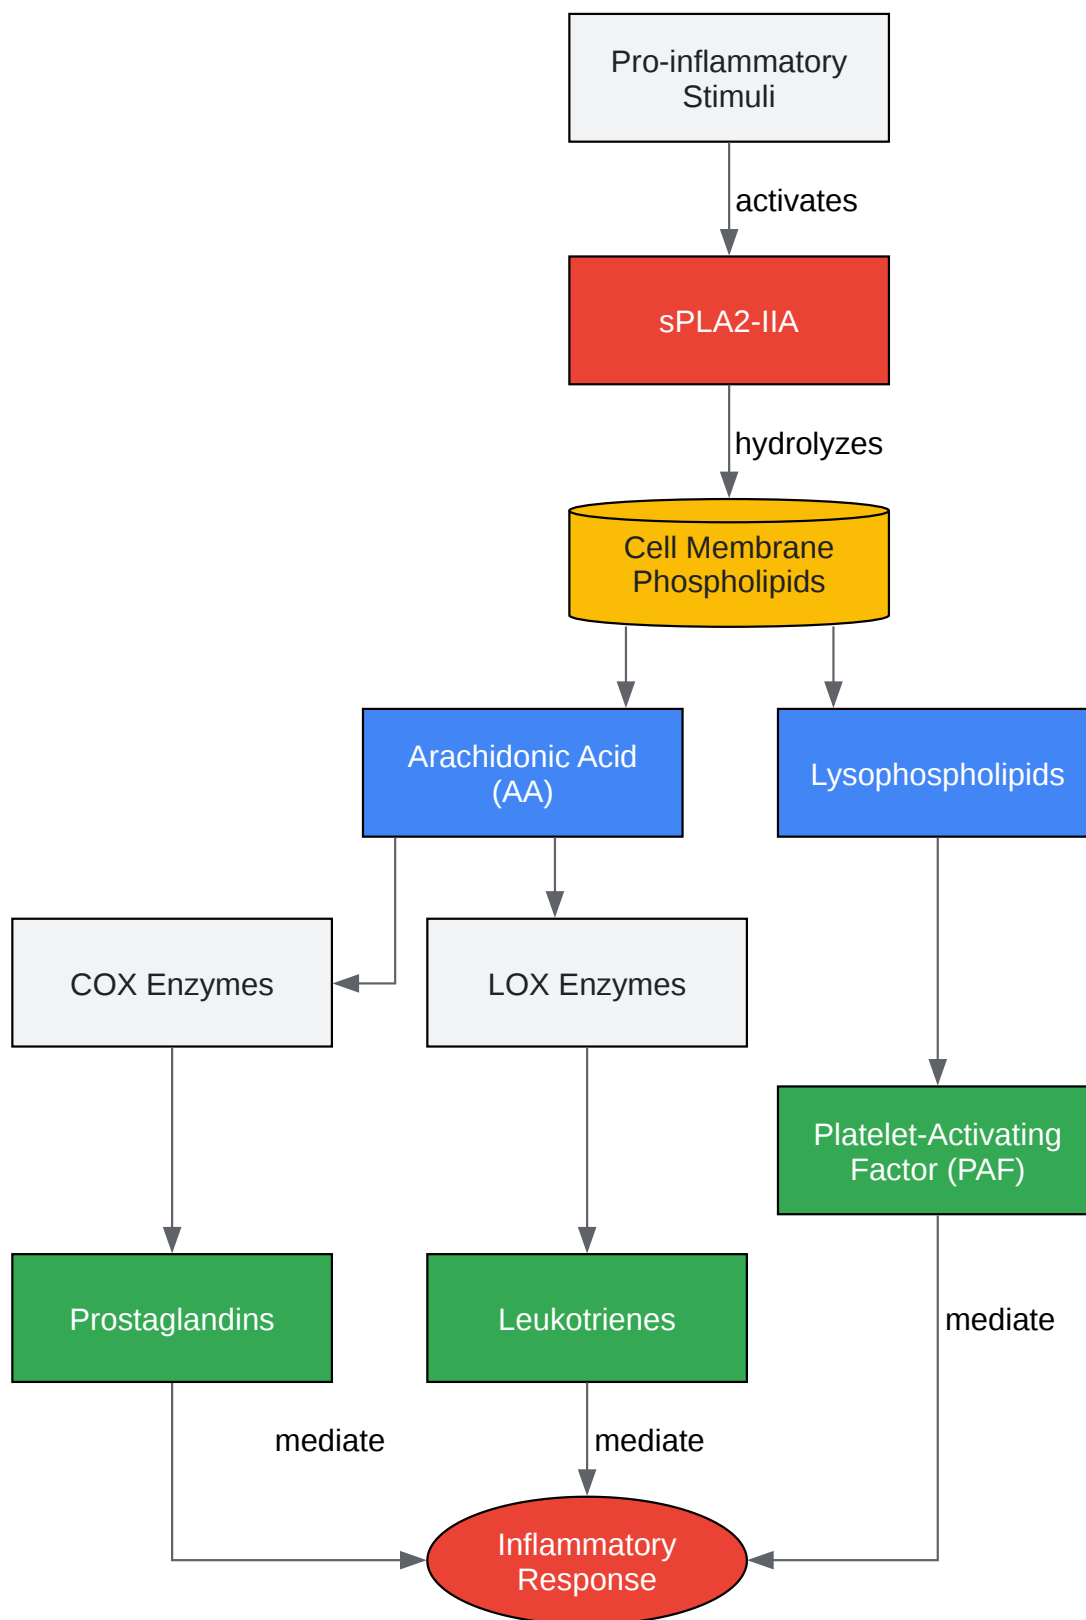 Pro-inflammatory
Stimuli
activates
sPLA2-IIA
hydrolyzes
Cell Membrane
Phospholipids
Arachidonic Acid
(AA)
Lysophospholipids
COX Enzymes
LOX Enzymes
Platelet-Activating
Factor (PAF)
Prostaglandins
Leukotrienes
mediate
mediate
mediate
Inflammatory
Response